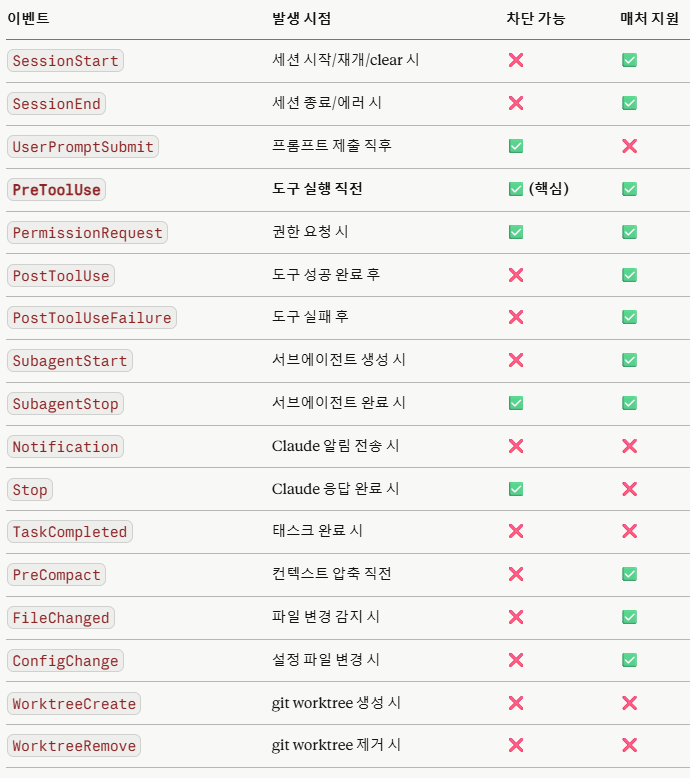 이벤트 발생 시점 차단 가능 매처 지원
SessionStart 세션 시작/재개/clear 시 ❌ ✅
SessionEnd 세션 종료/에러 시 ❌ ✅
UserPromptSubmit 프롬프트 제출 직후 ✅ ❌
PreToolUse 도구 실행 직전 ✅ (핵심) ✅
PermissionRequest 권한 요청 시 ✅ ✅
PostToolUse 도구 성공 완료 후 ❌ ✅
PostToolUseFailure 도구 실패 후 ❌ ✅
SubagentStart 서브에이전트 생성 시 ❌ ✅
SubagentStop 서브에이전트 완료 시 ✅ ✅
Notification Claude 알림 전송 시 ❌ ❌
Stop Claude 응답 완료 시 ✅ ❌
TaskCompleted 태스크 완료 시 ❌ ❌
PreCompact 컨텍스트 압축 직전 ❌ ✅
FileChanged 파일 변경 감지 시 ❌ ✅
ConfigChange 설정 파일 변경 시 ❌ ✅
WorktreeCreate git worktree 생성 시 ❌ ❌
WorktreeRemove git worktree 제거 시 ❌ ❌